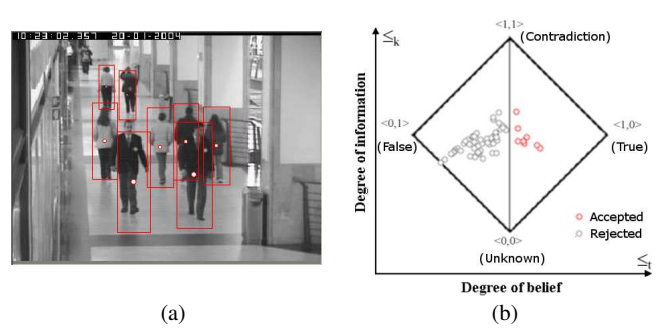 10:23:02.357 20-01-2004
(a)
≤k
<1,1>
(Contradiction)
Degree of information
<0,1>
(False)
<1,0>
(True)
Accepted
Rejected
<0,0>
(Unknown)
≤t
Degree of belief
(b)